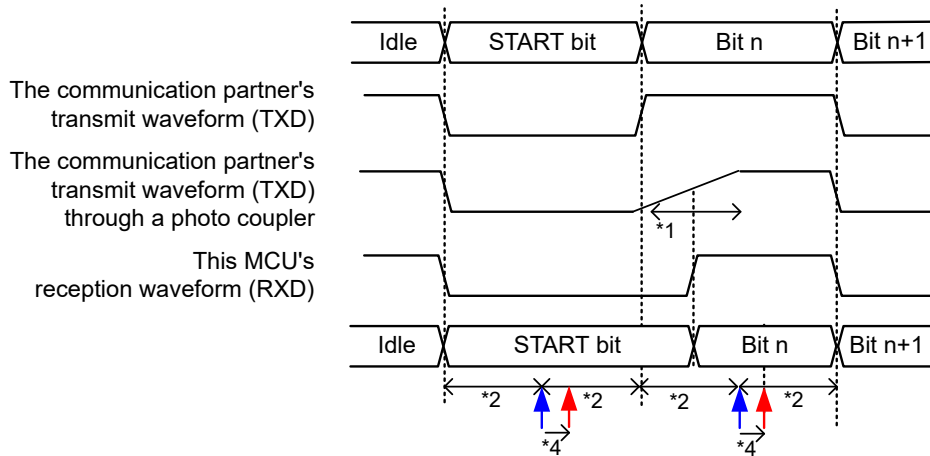 Idle START bit Bit n Bit n+1
The communication partner's
transmit waveform (TXD)
The communication partner's
transmit waveform (TXD)
through a photo coupler
*1
This MCU's
reception waveform (RXD)
Idle START bit Bit n Bit n+1
*2 *2 *2 *2
*4 *4